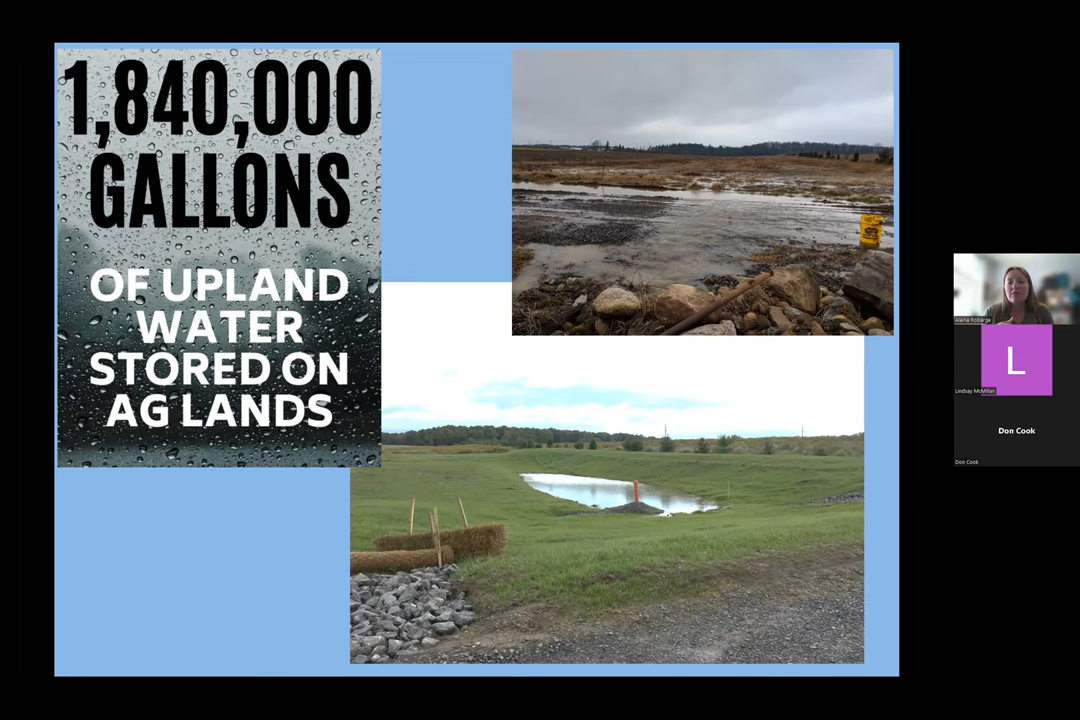 1,840,000
GALLONS
OF UPLAND
WATER
STORED ON
AG LANDS
L
Lindsay McMillan
Don Cook
Don Cook